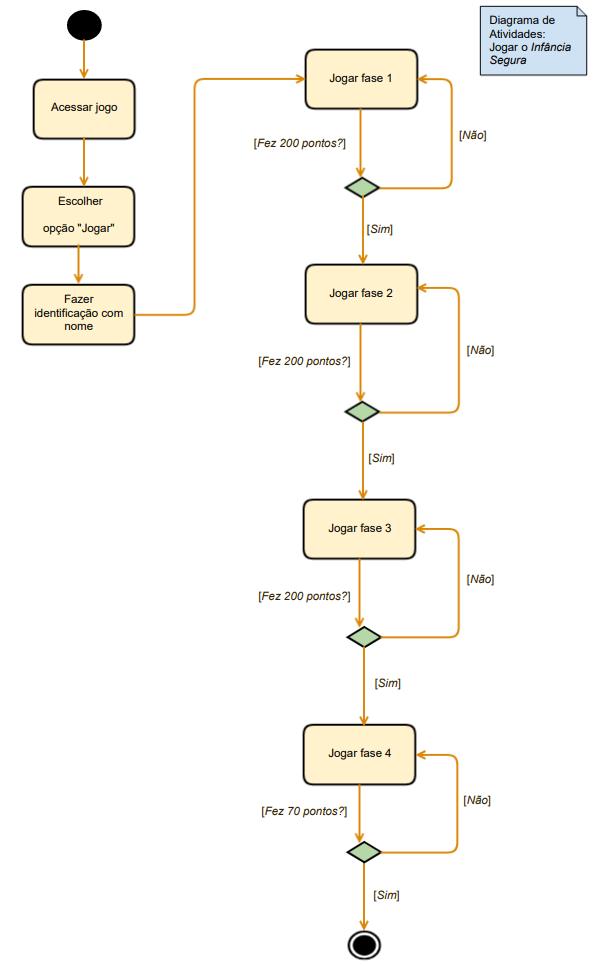 Diagrama de
Atividades:
Jogar o Infância
Segura
Acessar jogo
Escolher
opção "Jogar"
Fazer
identificação com
nome
Jogar fase 1
[Fez 200 pontos?]
[Não]
[Sim]
Jogar fase 2
[Fez 200 pontos?]
[Não]
[Sim]
Jogar fase 3
[Fez 200 pontos?]
[Não]
[Sim]
Jogar fase 4
[Fez 70 pontos?]
[Não]
[Sim]